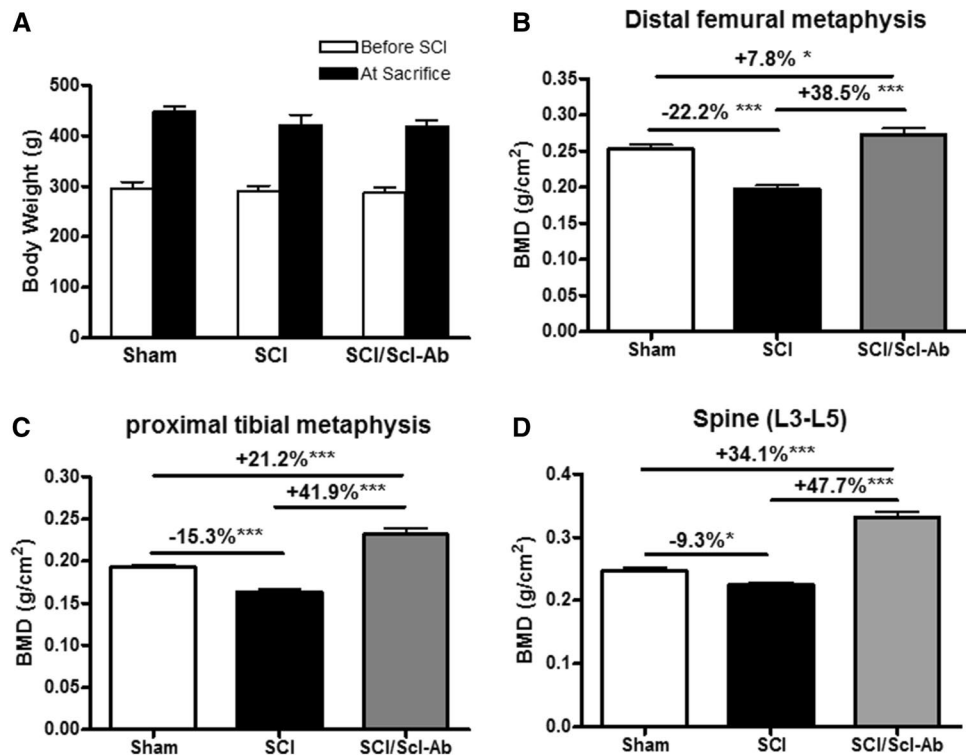 A
Before SCI
At Sacrifice
500
400
300
200
100
0
Body Weight (g)
Sham SCI SCI/Scl-Ab
B
Distal femural metaphysis
+7.8% *
+38.5% ***
-22.2% ***
0.35
0.30
0.25
0.20
0.15
0.10
0.05
0.00
BMD (g/cm²)
Sham SCI SCI/Scl-Ab
C
proximal tibial metaphysis
+21.2%***
+41.9%***
-15.3%***
0.30
0.25
0.20
0.15
0.10
0.05
0.00
BMD (g/cm²)
Sham SCI SCI/Scl-Ab
D
Spine (L3-L5)
+34.1%***
+47.7%***
-9.3%*
0.4
0.3
0.2
0.1
0.0
BMD (g/cm²)
Sham SCI SCI/Scl-Ab